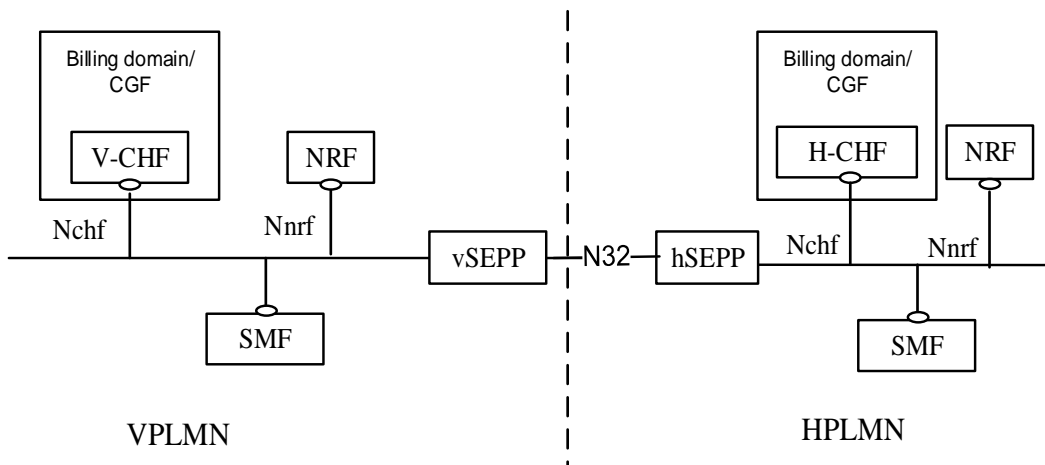 Billing domain/
CGF
V-CHF
NRF
Nchf
Nnrf
vSEPP
SMF
VPLMN
N32
Billing domain/
CGF
H-CHF
NRF
hSEPP
Nchf
Nnrf
SMF
HPLMN